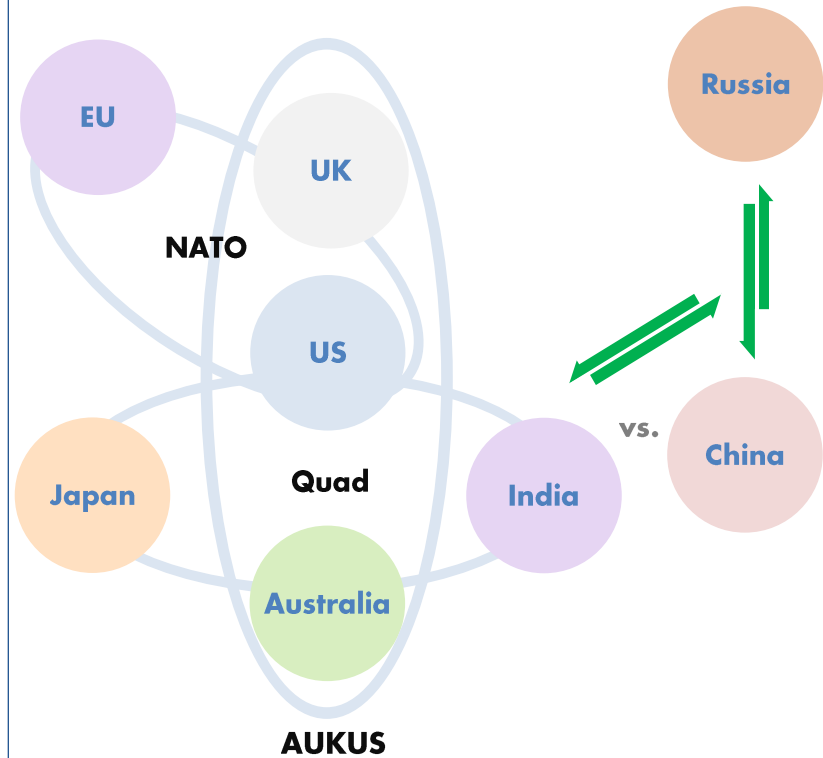 Russia
EU
UK
NATO
US
vs.
China
Quad
Japan
India
Australia
AUKUS